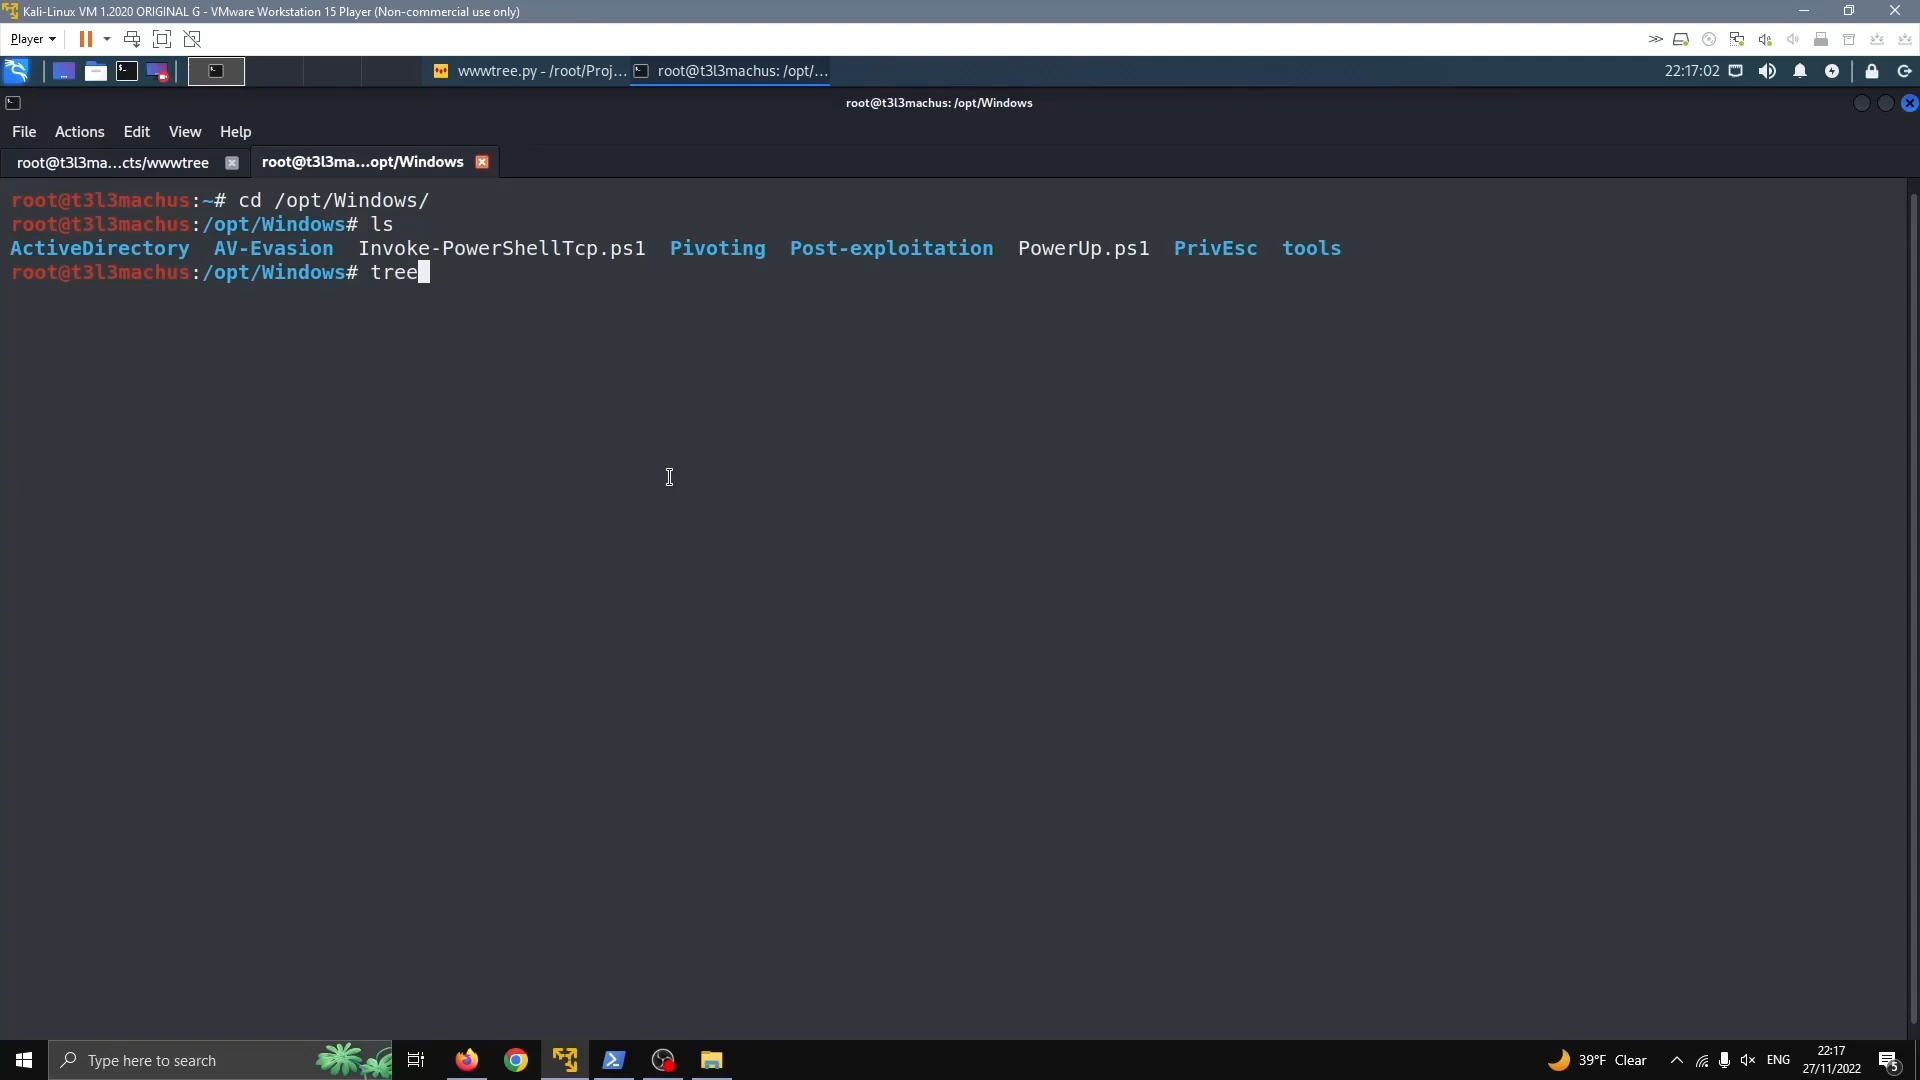 Kali-Linux VM 1.2020 ORIGINAL G - VMware Workstation 15 Player (Non-commercial use only)
Player
wwwtree.py - /root/Proj... root@t3l3machus: /opt/... 22:17:02
root@t3l3machus: /opt/Windows
File Actions Edit View Help
root@t3l3ma...cts/wwwtree root@t3l3ma...opt/Windows
root@t3l3machus:~# cd /opt/Windows/
root@t3l3machus:/opt/Windows# ls
ActiveDirectory AV-Evasion Invoke-PowerShellTcp.ps1 Pivoting Post-exploitation PowerUp.ps1 PrivEsc tools
root@t3l3machus:/opt/Windows# tree
Type here to search 39°F Clear ENG 22:17
27/11/2022 5